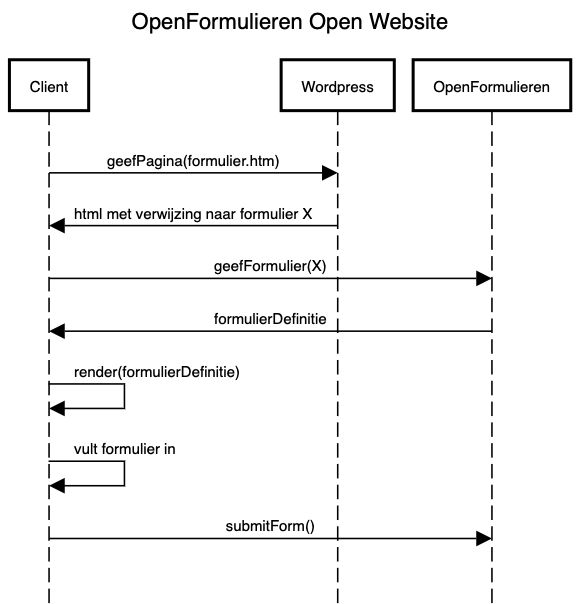 OpenFormulieren Open Website
Client
Wordpress
OpenFormulieren
geefPagina(formulier.htm)
html met verwijzing naar formulier X
geefFormulier(X)
formulierDefinitie
render(formulierDefinitie)
vult formulier in
submitForm()